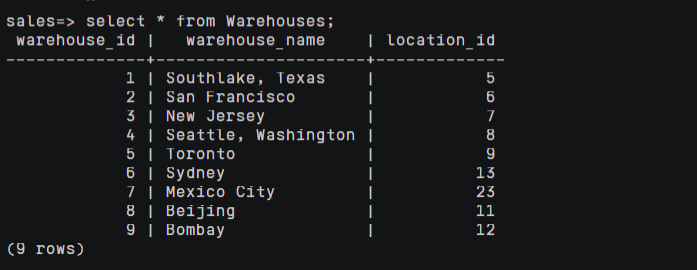 sales=> select * from Warehouses;
 warehouse_id |   warehouse_name     | location_id
--------------+----------------------+-------------
            1 | Southlake, Texas     |           5
            2 | San Francisco        |           6
            3 | New Jersey           |           7
            4 | Seattle, Washington  |           8
            5 | Toronto              |           9
            6 | Sydney               |          13
            7 | Mexico City          |          23
            8 | Beijing              |          11
            9 | Bombay               |          12
(9 rows)